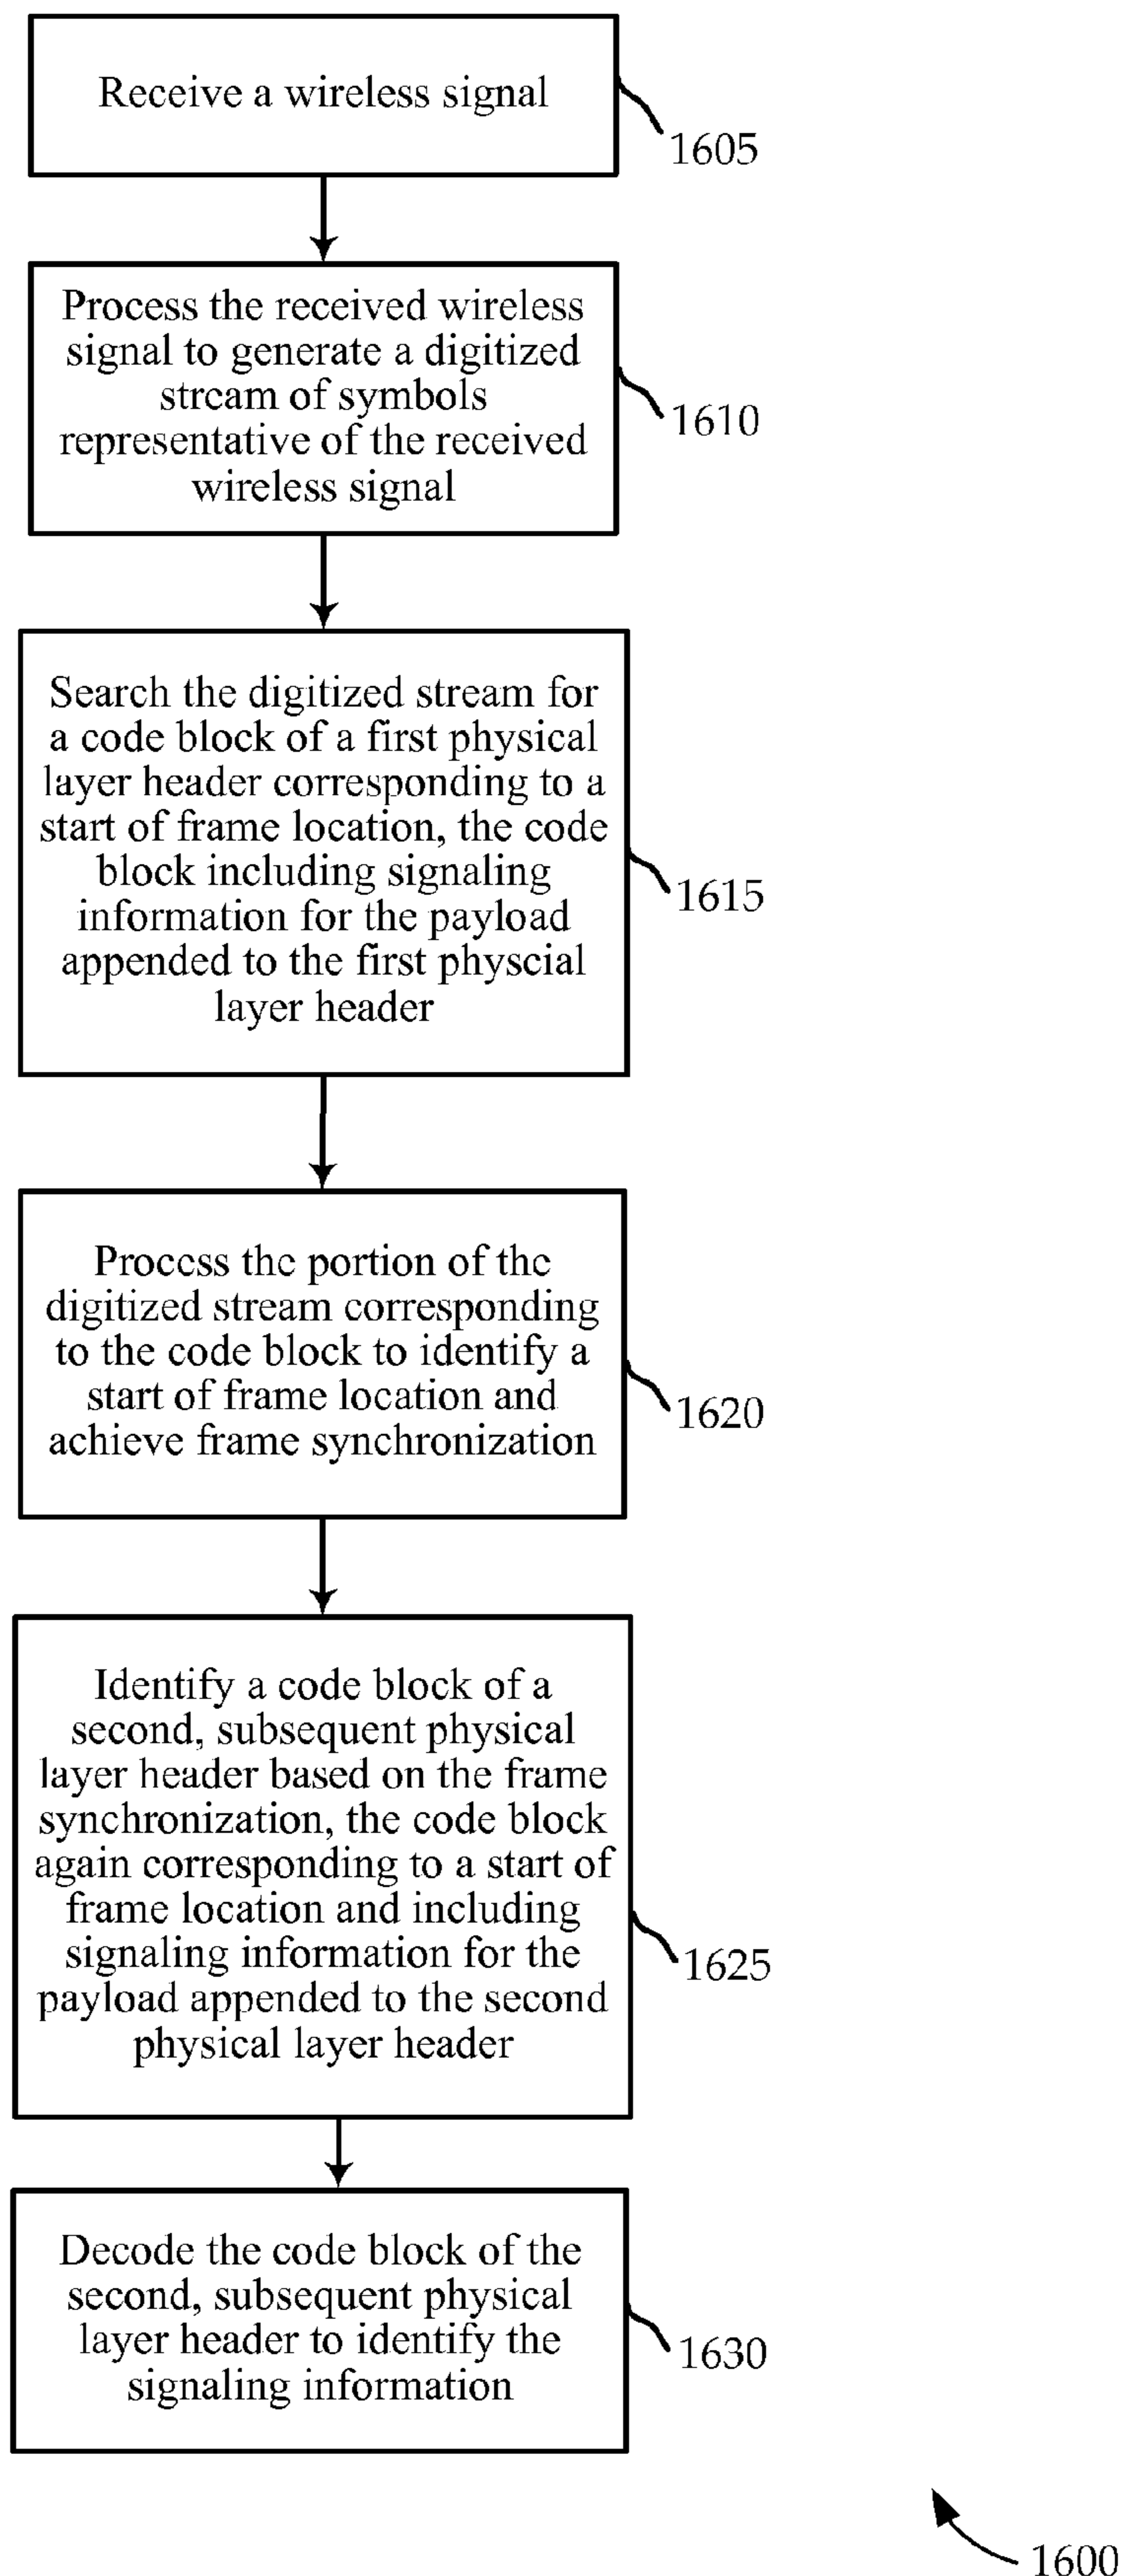 Receive a wireless signal
1605
Process the received wireless
signal to generate a digitized
stream of symbols
representative of the received
wireless signal
1610
Search the digitized stream for
a code block of a first physical
layer header corresponding to a
start of frame location, the code
block including signaling
information for the payload
appended to the first physcial
layer header
1615
Process the portion of the
digitized stream corresponding
to the code block to identify a
start of frame location and
achieve frame synchronization
1620
Identify a code block of a
second, subsequent physical
layer header based on the frame
synchronization, the code block
again corresponding to a start of
frame location and including
signaling information for the
payload appended to the second
physical layer header
1625
Decode the code block of the
second, subsequent physical
layer header to identify the
signaling information
1630
1600